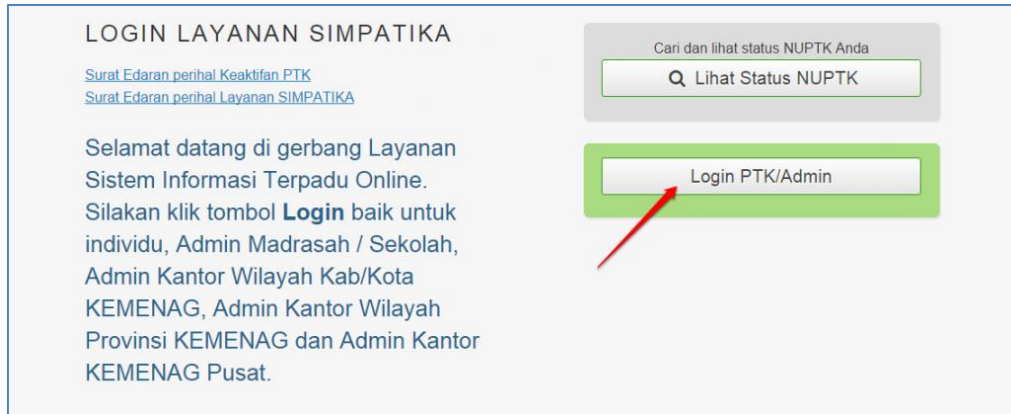 LOGIN LAYANAN SIMPATIKA
Surat Edaran perihal Keaktifan PTK
Surat Edaran perihal Layanan SIMPATIKA
Selamat datang di gerbang Layanan
Sistem Informasi Terpadu Online.
Silakan klik tombol Login baik untuk
individu, Admin Madrasah / Sekolah,
Admin Kantor Wilayah Kab/Kota
KEMENAG, Admin Kantor Wilayah
Provinsi KEMENAG dan Admin Kantor
KEMENAG Pusat.
Cari dan lihat status NUPTK Anda
Lihat Status NUPTK
Login PTK/Admin